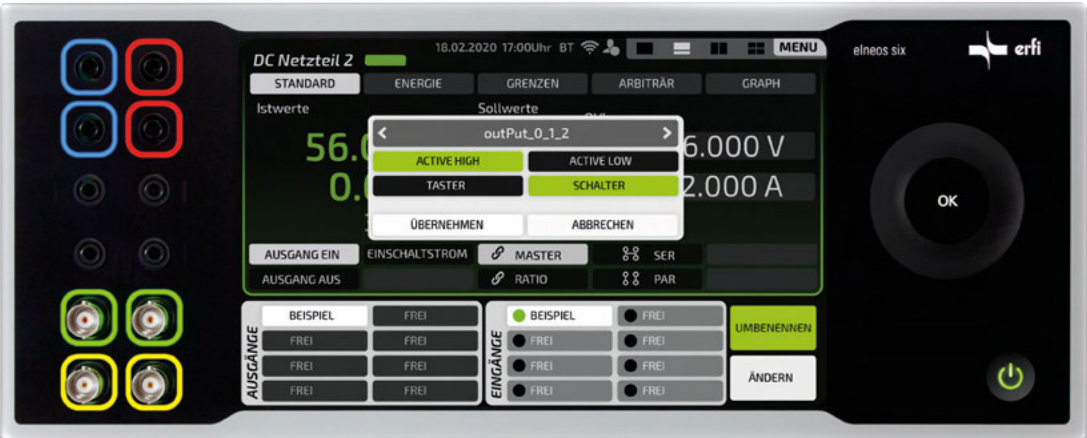 18.02.2020 17:00Uhr BT
MENU
elneos six
erfi
DC Netzteil 2
STANDARD ENERGIE GRENZEN ARBITRÄR GRAPH
Istwerte Sollwerte
outPut_0_1_2
56.0
6.000 V
ACTIVE HIGH ACTIVE LOW
0.
2.000 A
TASTER SCHALTER
OK
ÜBERNEHMEN ABBRECHEN
AUSGANG EIN EINSCHALTSTROM MASTER SER
AUSGANG AUS RATIO PAR
AUSGÄNGE
BEISPIEL FREI
FREI FREI
FREI FREI
FREI FREI
EINGÄNGE
BEISPIEL FREI
FREI FREI
FREI FREI
FREI FREI
UMBENENNEN
ÄNDERN